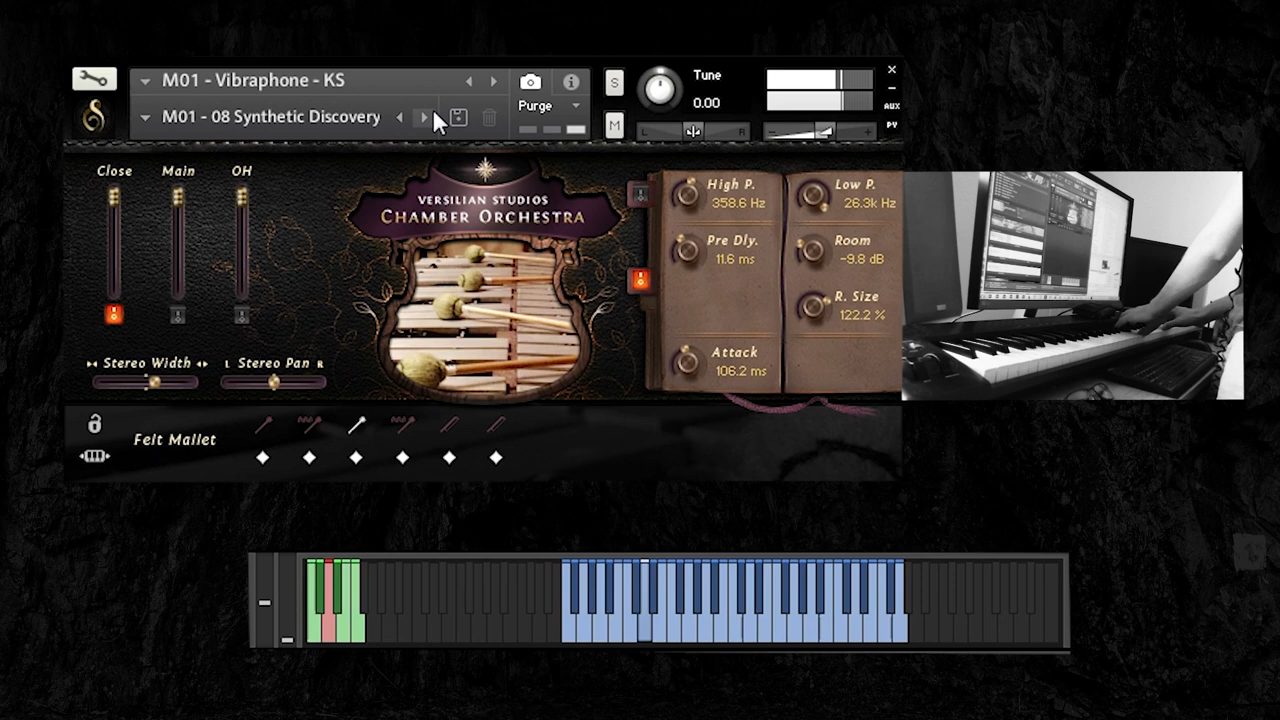 M01 - Vibraphone - KS
M01 - 08 Synthetic Discovery
Purge
S
M
Tune
0.00
L R
AUX
PV
Close Main OH
Stereo Width L Stereo Pan R
VERSILIAN STUDIOS
CHAMBER ORCHESTRA
High P.
358.6 Hz
Low P.
26.3k Hz
Pre Dly.
11.6 ms
Room
-9.8 dB
R. Size
122.2 %
Attack
106.2 ms
Felt Mallet